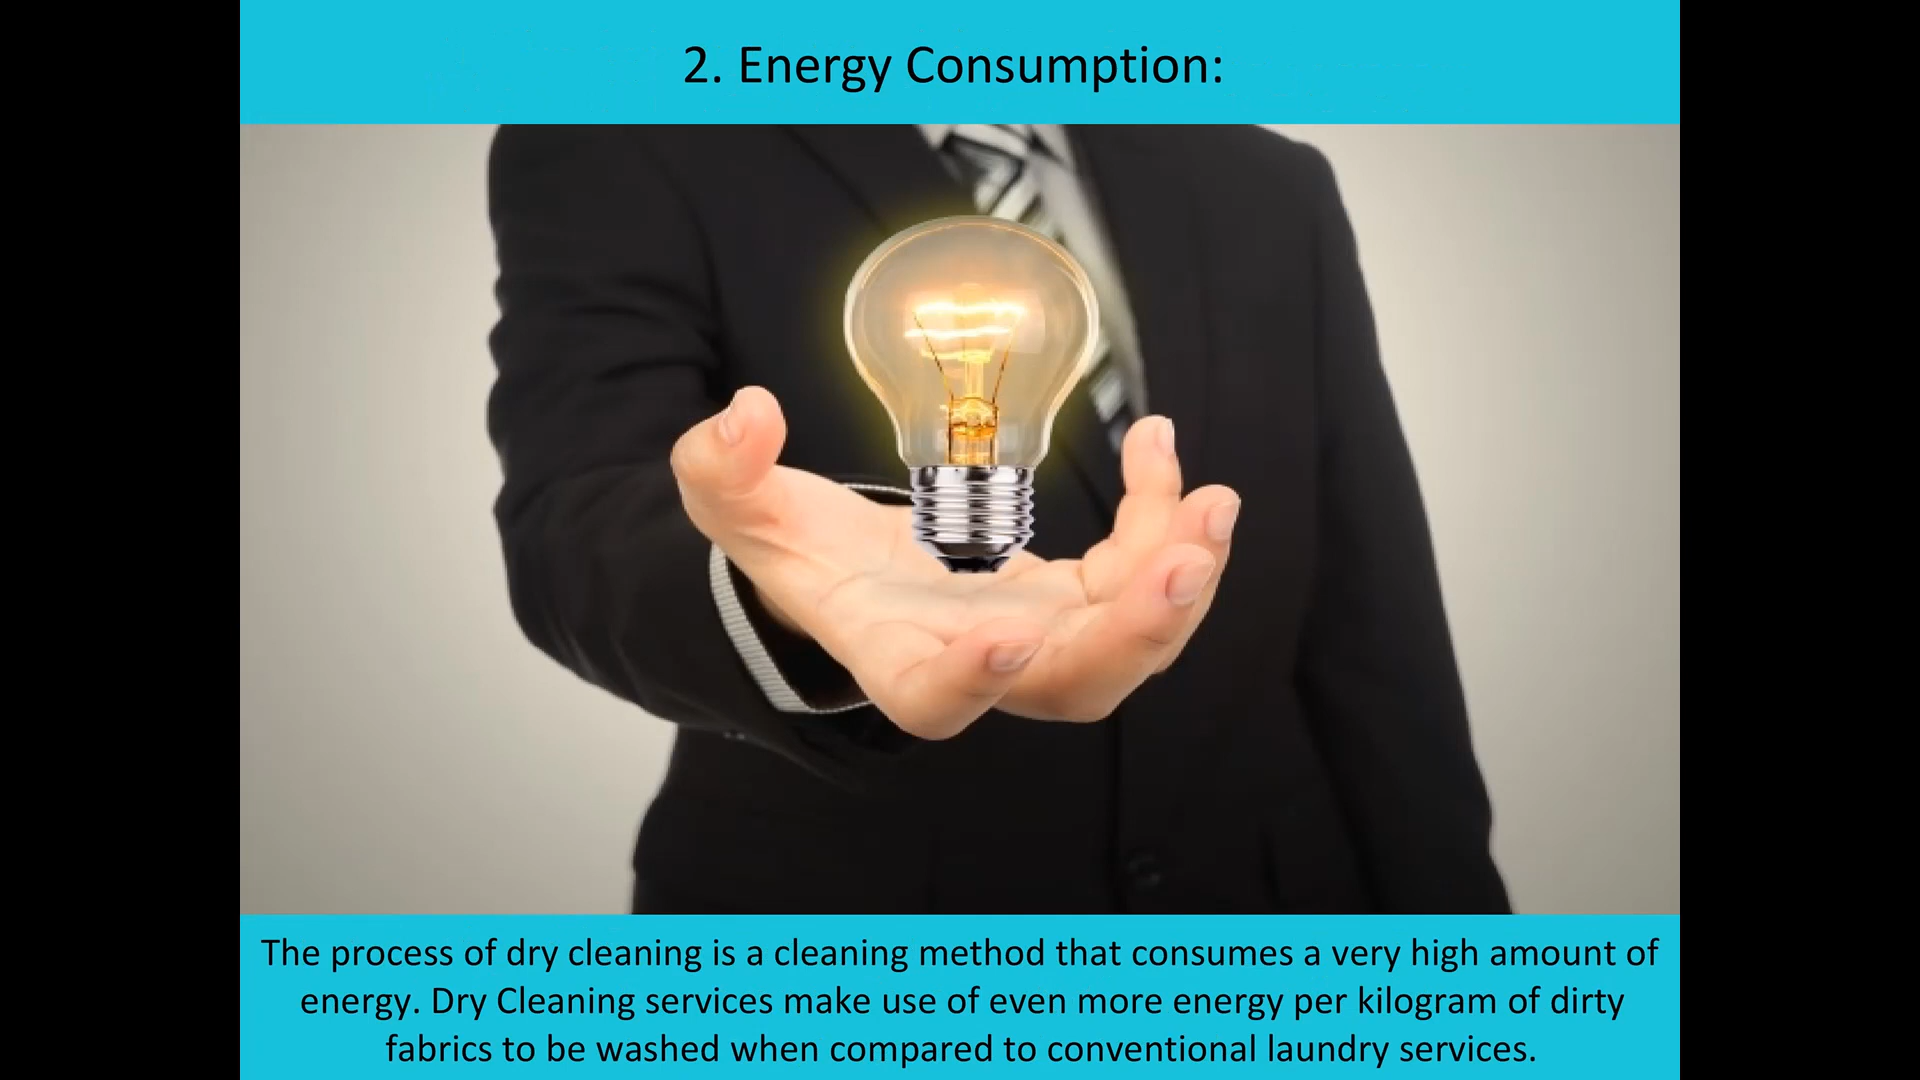 2. Energy Consumption:
The process of dry cleaning is a cleaning method that consumes a very high amount of
energy. Dry Cleaning services make use of even more energy per kilogram of dirty
fabrics to be washed when compared to conventional laundry services.